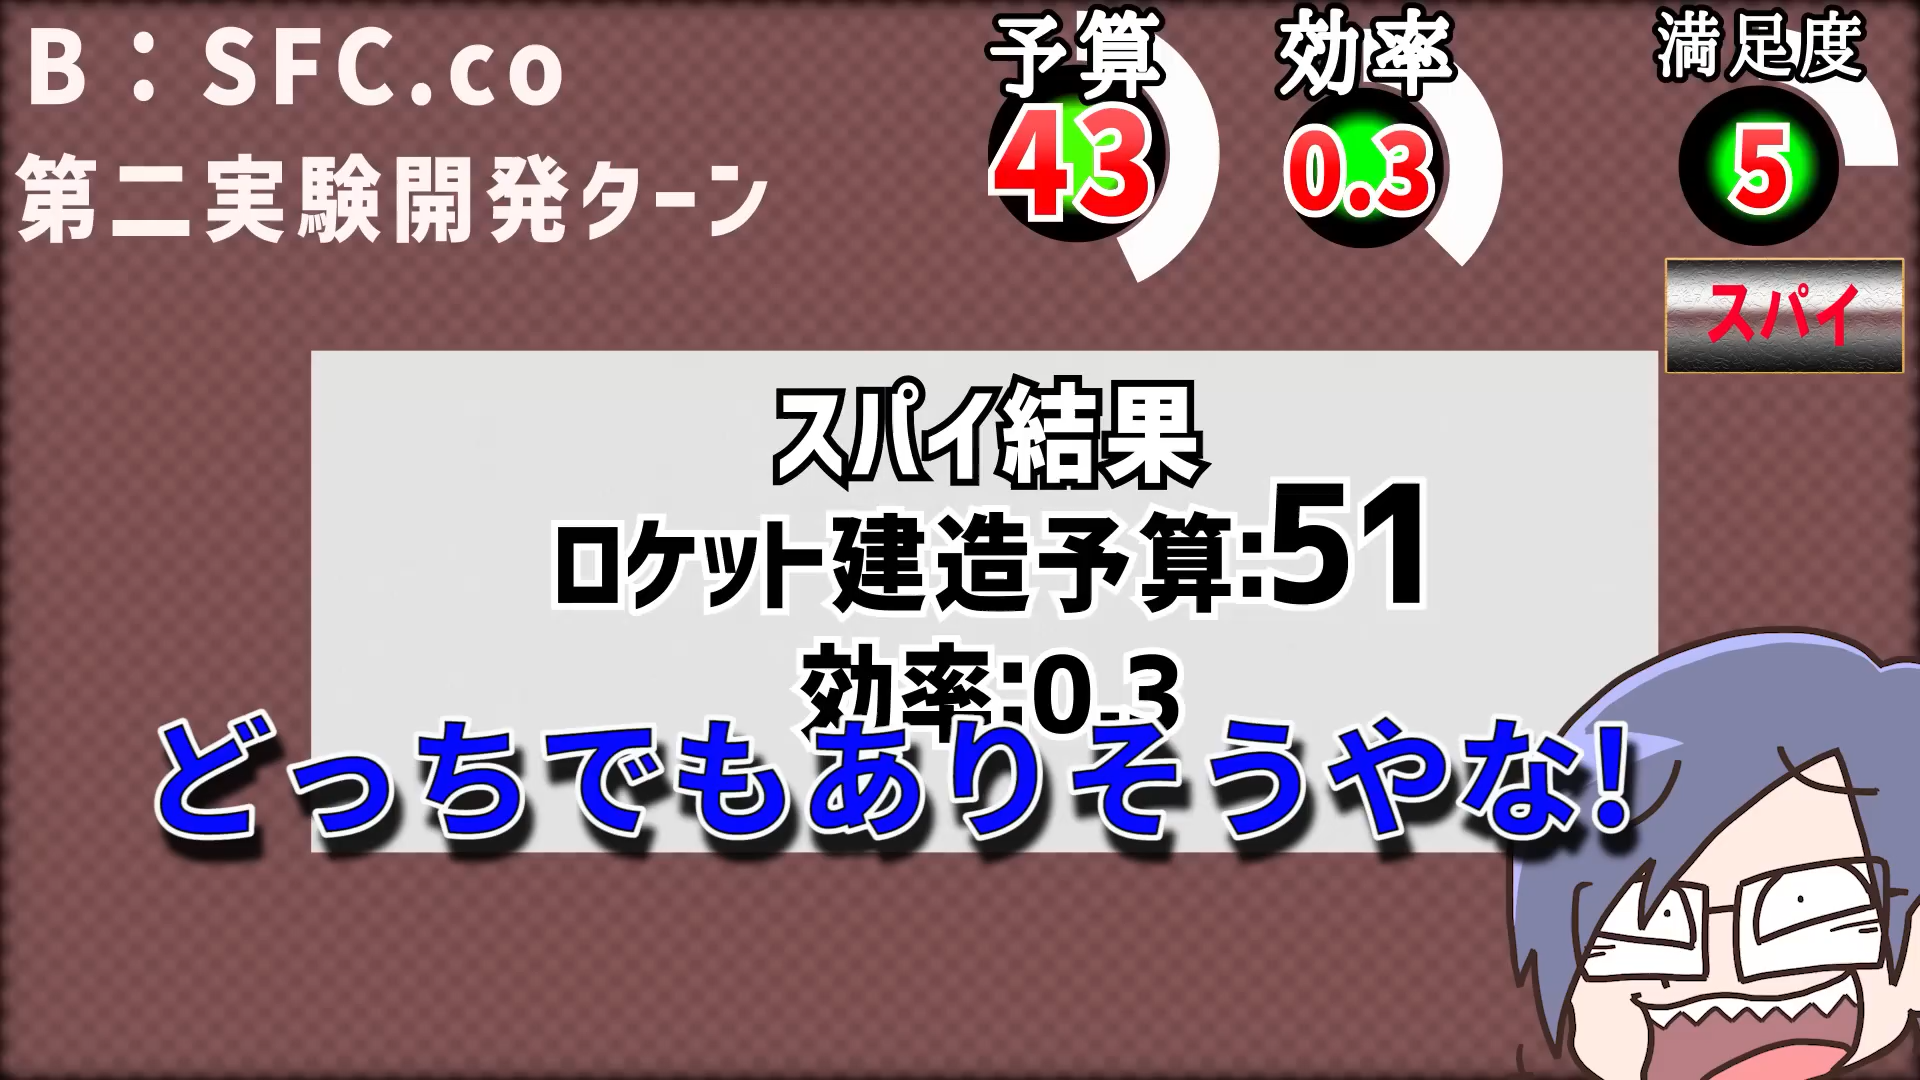 B：SFC.co
第二実験開発ターン
予算
43
効率
0.3
満足度
5
スパイ
スパイ結果
ロケット建造予算:51
効率:0.3
どっちでもありそうやな!